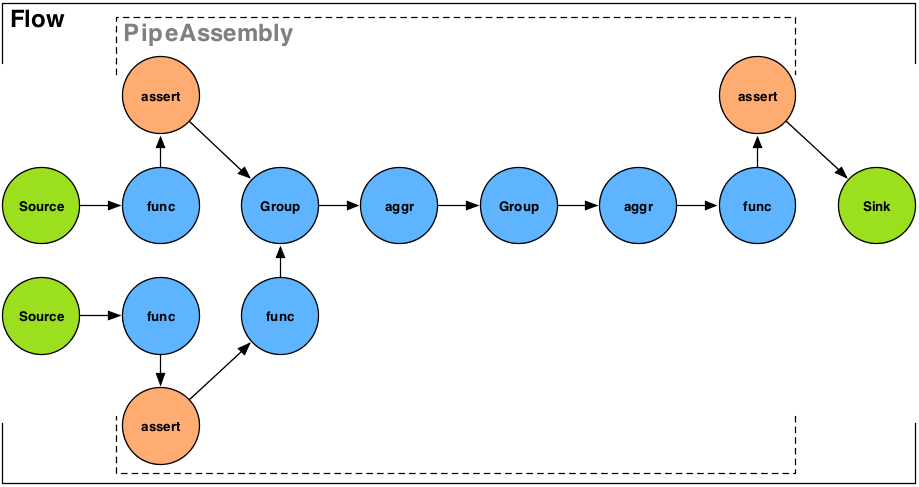 Flow
PipeAssembly
assert
assert
Source
func
Group
aggr
Group
aggr
func
Sink
Source
func
func
assert